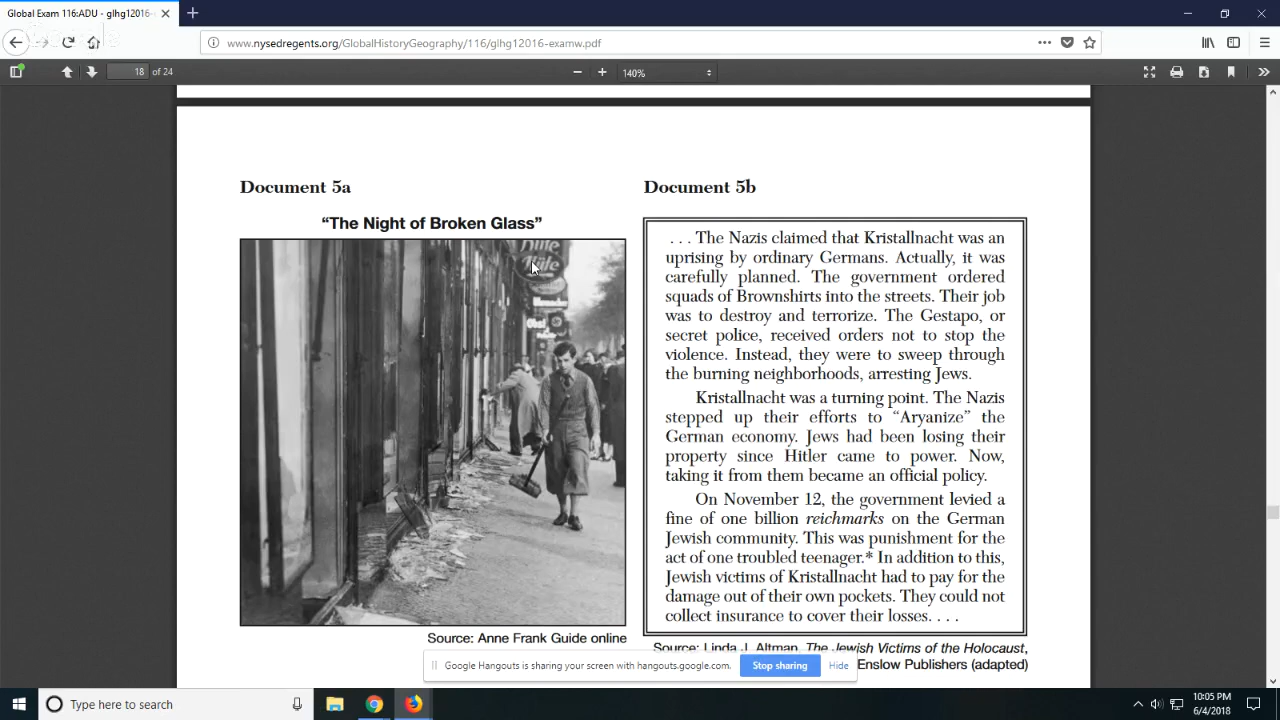 Global Exam 116:ADU - glhg12016-
www.nysedregents.org/GlobalHistoryGeography/116/glhg12016-examw.pdf
18 of 24
140%
Document 5a
“The Night of Broken Glass”
Source: Anne Frank Guide online
Document 5b
. . . The Nazis claimed that Kristallnacht was an
uprising by ordinary Germans. Actually, it was
carefully planned. The government ordered
squads of Brownshirts into the streets. Their job
was to destroy and terrorize. The Gestapo, or
secret police, received orders not to stop the
violence. Instead, they were to sweep through
the burning neighborhoods, arresting Jews.
Kristallnacht was a turning point. The Nazis
stepped up their efforts to “Aryanize” the
German economy. Jews had been losing their
property since Hitler came to power. Now,
taking it from them became an official policy.
On November 12, the government levied a
fine of one billion reichmarks on the German
Jewish community. This was punishment for the
act of one troubled teenager.* In addition to this,
Jewish victims of Kristallnacht had to pay for the
damage out of their own pockets. They could not
collect insurance to cover their losses. . . .
Source: Linda J. Altman, The Jewish Victims of the Holocaust,
Enslow Publishers (adapted)
Google Hangouts is sharing your screen with hangouts.google.com.
Stop sharing
Hide
Type here to search
10:05 PM
6/4/2018